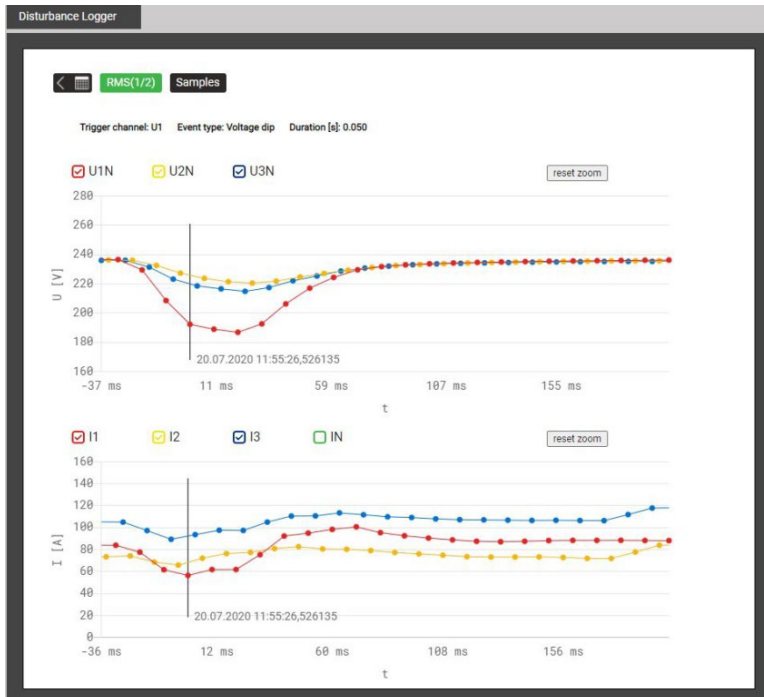 Disturbance Logger
RMS(1/2) Samples
Trigger channel: U1 Event type: Voltage dip Duration [s]: 0.050
U1N U2N U3N reset zoom
280
260
240
220
200
180
160
U [V]
20.07.2020 11:55:26,526135
-37 ms 11 ms 59 ms 107 ms 155 ms
t
I1 I2 I3 IN reset zoom
160
140
120
100
80
60
40
20
0
I [A]
20.07.2020 11:55:26,526135
-36 ms 12 ms 60 ms 108 ms 156 ms
t